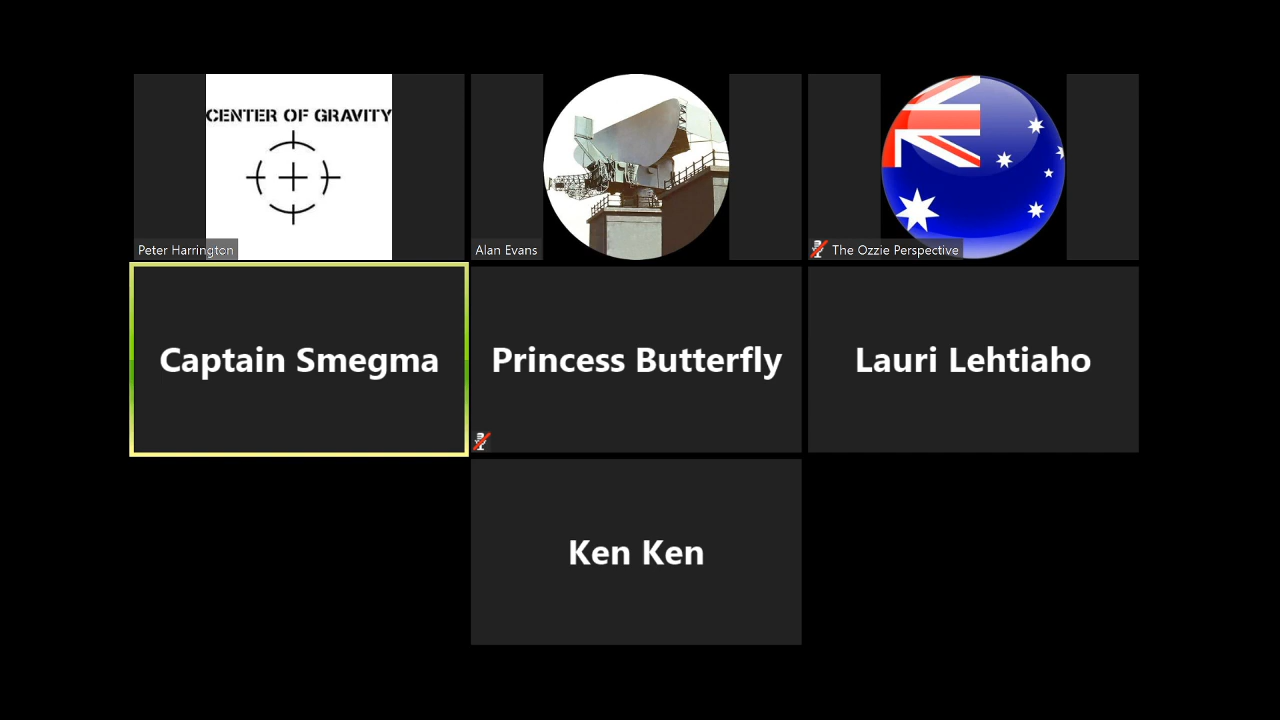 CENTER OF GRAVITY
Peter Harrington
Alan Evans
The Ozzie Perspective
Captain Smegma
Princess Butterfly
Lauri Lehtiaho
Ken Ken